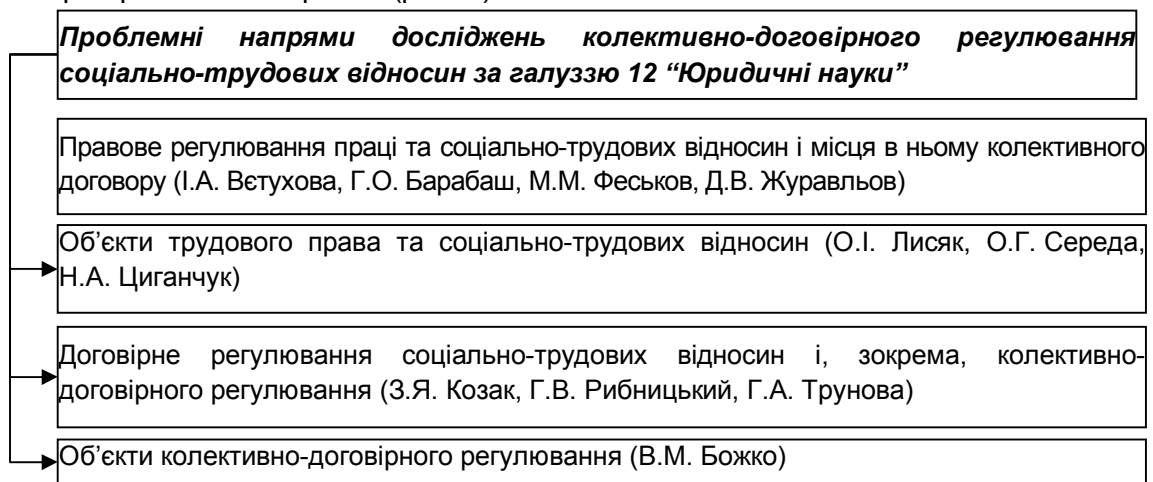 Проблемні напрями досліджень колективно-договірного регулювання
соціально-трудових відносин за галуззю 12 “Юридичні науки”
Правове регулювання праці та соціально-трудових відносин і місця в ньому колективного
договору (І.А. Вєтухова, Г.О. Барабаш, М.М. Феськов, Д.В. Журавльов)
Об’єкти трудового права та соціально-трудових відносин (О.І. Лисяк, О.Г. Середа,
Н.А. Циганчук)
Договірне регулювання соціально-трудових відносин і, зокрема, колективно-
договірного регулювання (З.Я. Козак, Г.В. Рибницький, Г.А. Трунова)
Об’єкти колективно-договірного регулювання (В.М. Божко)